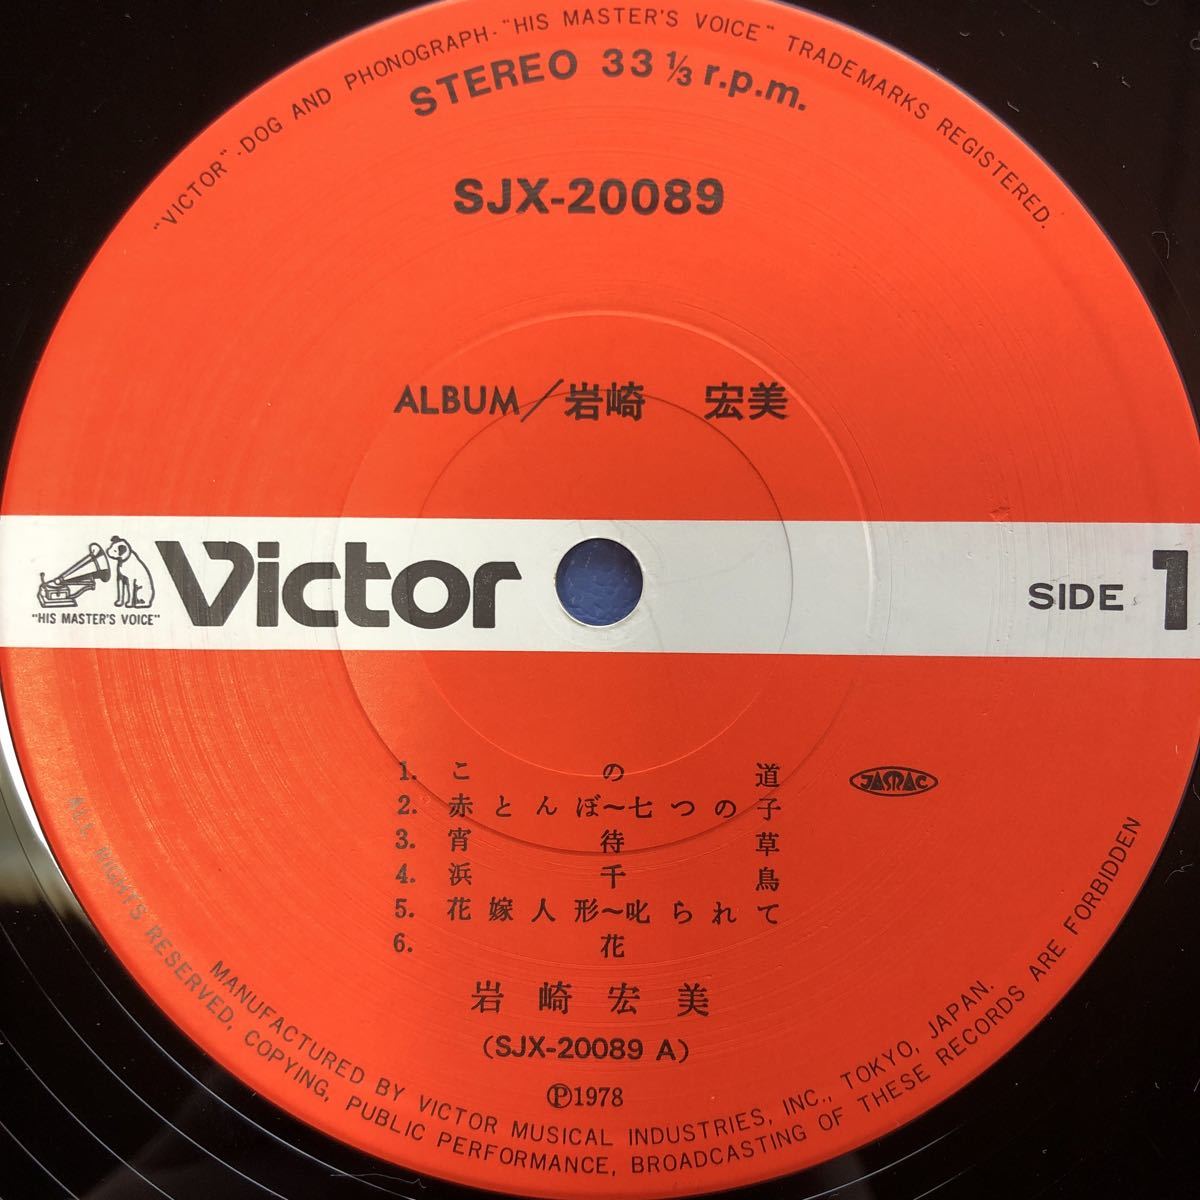 "VICTOR"-DOG AND PHONOGRAPH-"HIS MASTER'S VOICE" TRADEMARKS REGISTERED.
STEREO 33 1/3 r.p.m.
SJX-20089
ALBUM/岩崎 宏美
Victor
"HIS MASTER'S VOICE"
SIDE 1
1. この道
2. 赤とんぼ～七つの子
3. 宵待草
4. 浜千鳥
5. 花嫁人形～叱られて
6. 花
JASRAC
岩崎宏美
(SJX-20089 A)
Ⓟ1978
MANUFACTURED BY VICTOR MUSICAL INDUSTRIES, INC., TOKYO, JAPAN.
ALL RIGHTS RESERVED, COPYING, PUBLIC PERFORMANCE, BROADCASTING OF THESE RECORDS ARE FORBIDDEN